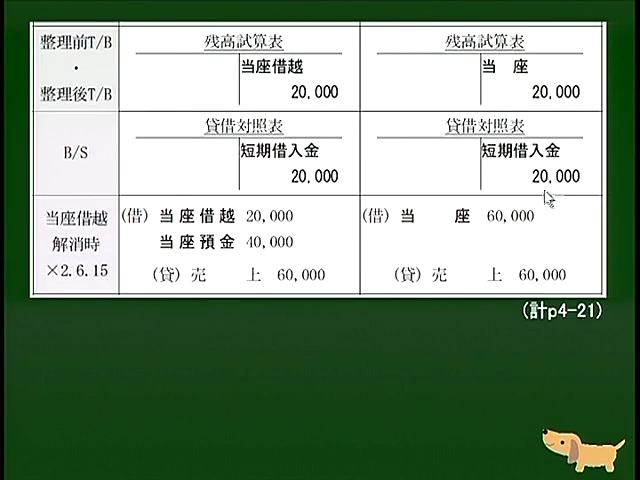 整理前T/B
・
整理後T/B
残高試算表
当座借越
20,000
残高試算表
当 座
20,000
B/S
貸借対照表
短期借入金
20,000
貸借対照表
短期借入金
20,000
当座借越
解消時
×2.6.15
(借) 当座借越 20,000
当座預金 40,000
(貸) 売 上 60,000
(借) 当 座 60,000
(貸) 売 上 60,000
(計p4-21)